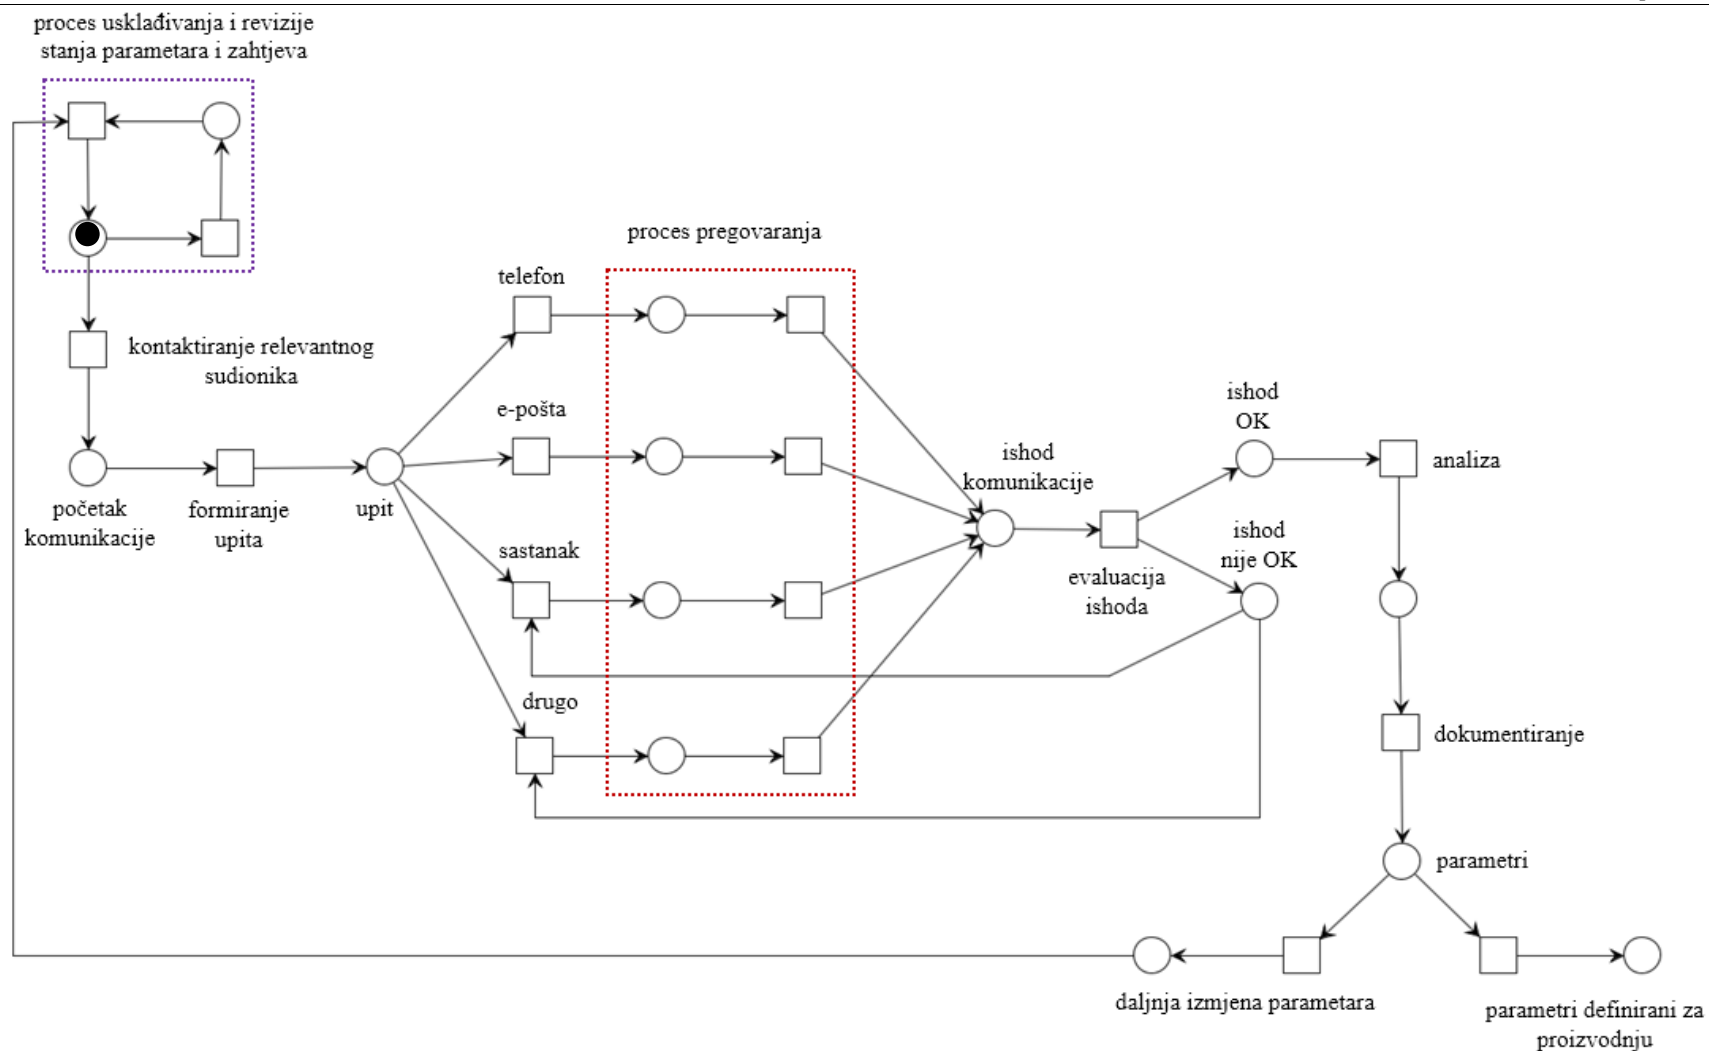 proces usklađivanja i revizije
stanja parametara i zahtjeva
proces pregovaranja
telefon
kontaktiranje relevantnog
sudionika
e-pošta
ishod
OK
ishod
komunikacije
analiza
početak
komunikacije
formiranje
upita
upit
ishod
nije OK
sastanak
evaluacija
ishoda
drugo
dokumentiranje
parametri
daljnja izmjena parametara
parametri definirani za
proizvodnju